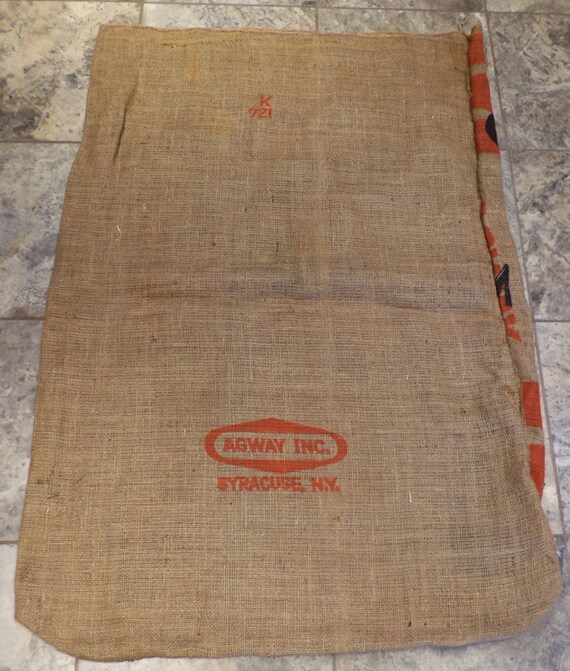 K
721
AGWAY INC.
SYRACUSE, N.Y.